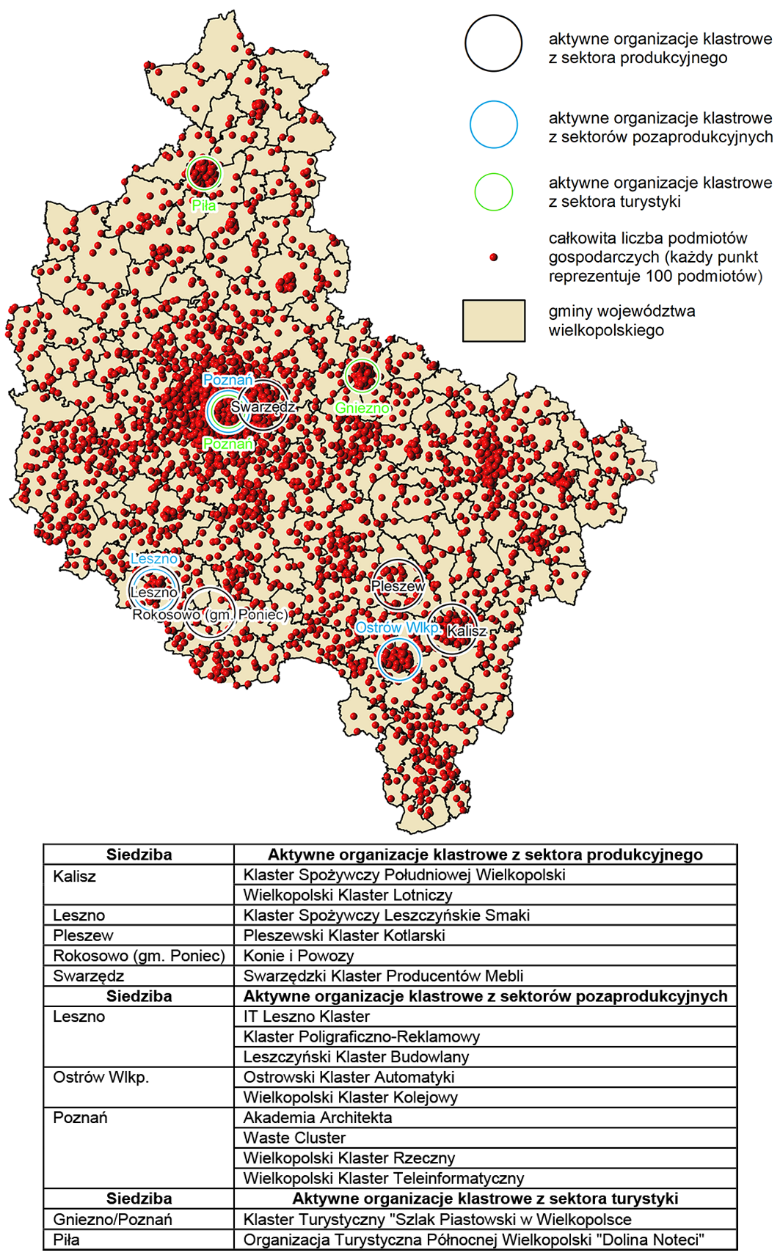 aktywne organizacje klastrowe
z sektora produkcyjnego
aktywne organizacje klastrowe
z sektorów pozaprodukcyjnych
aktywne organizacje klastrowe
z sektora turystyki
całkowita liczba podmiotów
gospodarczych (każdy punkt
reprezentuje 100 podmiotów)
gminy województwa
wielkopolskiego
Piła
Poznań
Swarzędz
Gniezno
Poznań
Leszno
Leszno
Pleszew
Rokosowo (gm. Poniec)
Ostrów Wlkp.
Kalisz
Siedziba Aktywne organizacje klastrowe z sektora produkcyjnego
Kalisz Klaster Spożywczy Południowej Wielkopolski
Wielkopolski Klaster Lotniczy
Leszno Klaster Spożywczy Leszczyńskie Smaki
Pleszew Pleszewski Klaster Kotlarski
Rokosowo (gm. Poniec) Konie i Powozy
Swarzędz Swarzędzki Klaster Producentów Mebli
Siedziba Aktywne organizacje klastrowe z sektorów pozaprodukcyjnych
Leszno IT Leszno Klaster
Klaster Poligraficzno-Reklamowy
Leszczyński Klaster Budowlany
Ostrów Wlkp. Ostrowski Klaster Automatyki
Wielkopolski Klaster Kolejowy
Poznań Akademia Architekta
Waste Cluster
Wielkopolski Klaster Rzeczny
Wielkopolski Klaster Teleinformatyczny
Siedziba Aktywne organizacje klastrowe z sektora turystyki
Gniezno/Poznań Klaster Turystyczny "Szlak Piastowski w Wielkopolsce
Piła Organizacja Turystyczna Północnej Wielkopolski "Dolina Noteci"